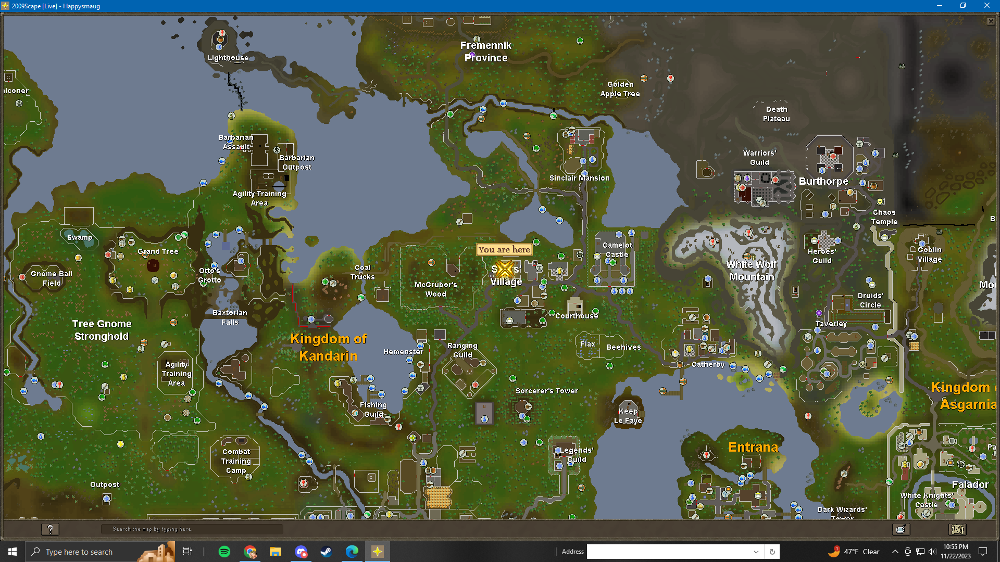 2009Scape [Live] - Happysmaug
Lighthouse
Fremennik
Province
Golden
Apple Tree
Death
Plateau
alconer
Barbarian
Assault
Barbarian
Outpost
Agility Training
Area
Sinclair Mansion
Warriors'
Guild
Burthorpe
Chaos
Temple
Swamp
Grand Tree
Gnome Ball
Field
Otto's
Grotto
Coal
Trucks
McGrubor's
Wood
You are here
Village
Camelot
Castle
White Wolf
Mountain
Heroes'
Guild
Goblin
Village
Druids'
Circle
Taverley
Courthouse
Baxtorian
Falls
Tree Gnome
Stronghold
Kingdom of
Kandarin
Hemenster
Ranging
Guild
Flax
Beehives
Catherby
Agility
Training
Area
Sorcerer's Tower
Fishing
Guild
Keep
Le Faye
Kingdom o
Asgarnia
Entrana
Legends'
Guild
Combat
Training
Camp
Outpost
Falador
White Knights'
Castle
Dark Wizards'
Tower
?
Search the map by typing here.
Type here to search
Address
1
47°F Clear
10:55 PM
11/22/2023